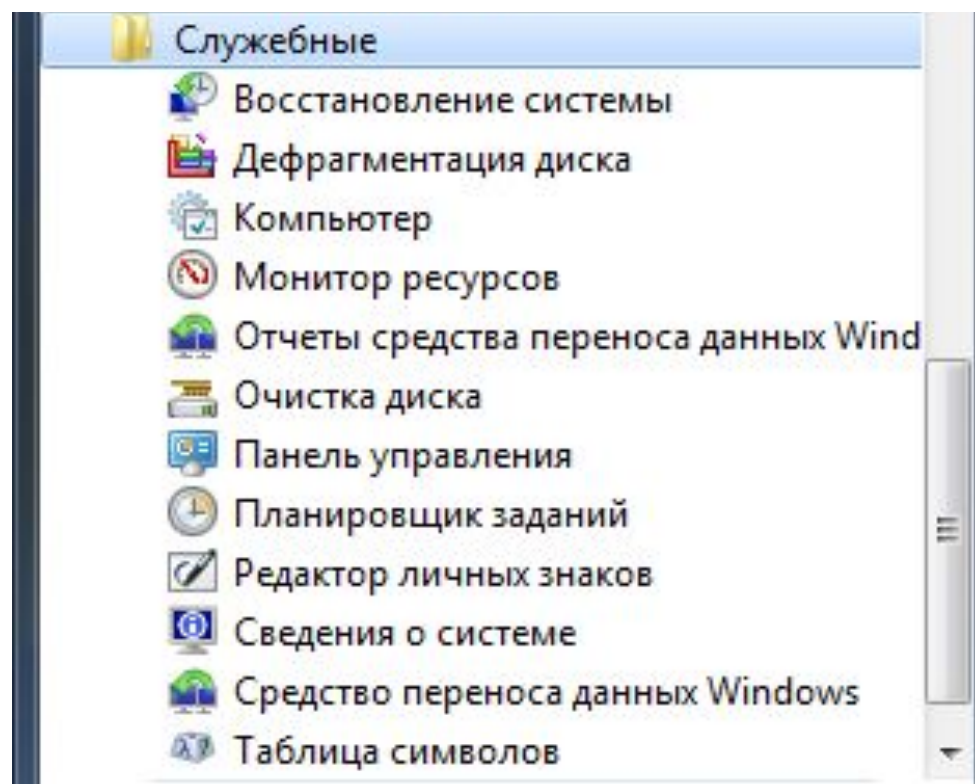 Служебные
Восстановление системы
Дефрагментация диска
Компьютер
Монитор ресурсов
Отчеты средства переноса данных Wind
Очистка диска
Панель управления
Планировщик заданий
Редактор личных знаков
Сведения о системе
Средство переноса данных Windows
Таблица символов